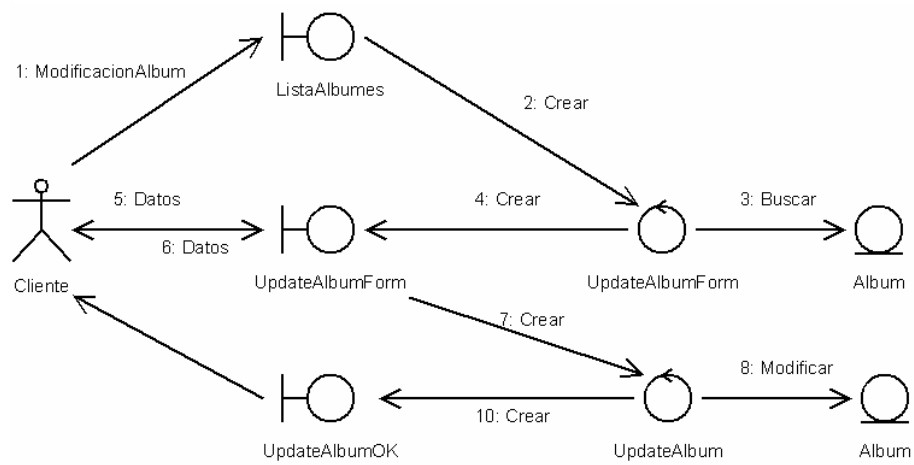 1: ModificacionAlbum
ListaAlbumes
2: Crear
5: Datos
4: Crear
3: Buscar
6: Datos
Cliente
UpdateAlbumForm
UpdateAlbumForm
Album
7: Crear
8: Modificar
10: Crear
UpdateAlbumOK
UpdateAlbum
Album